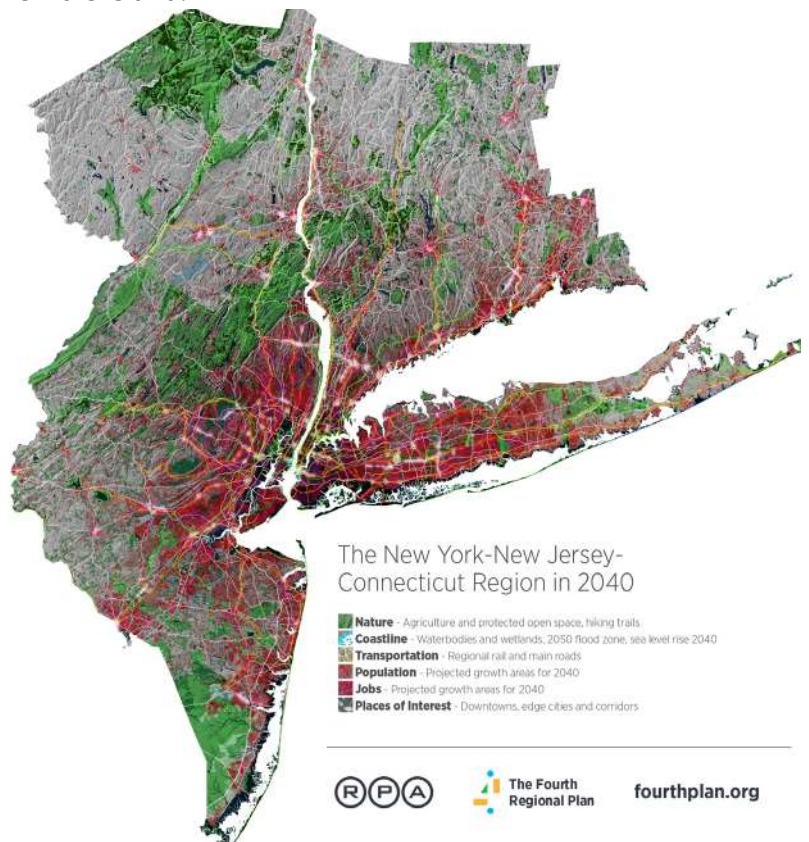 The New York-New Jersey-
Connecticut Region in 2040
Nature - Agriculture and protected open space, hiking trails
Coastline - Waterbodies and wetlands, 2050 flood zone, sea level rise 2040
Transportation - Regional rail and main roads
Population - Projected growth areas for 2040
Jobs - Projected growth areas for 2040
Places of Interest - Downtowns, edge cities and corridors
RPA
The Fourth
Regional Plan
fourthplan.org